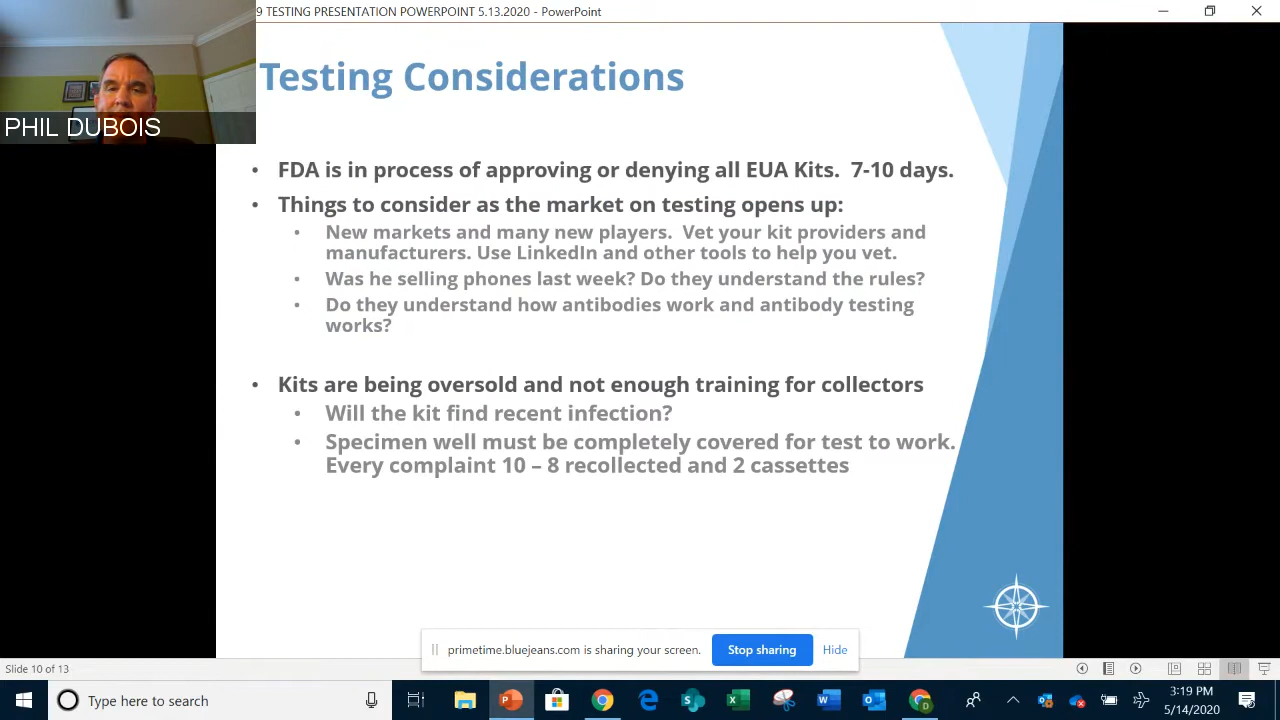 9 TESTING PRESENTATION POWERPOINT 5.13.2020 - PowerPoint
PHIL DUBOIS
Testing Considerations
• FDA is in process of approving or denying all EUA Kits. 7-10 days.
• Things to consider as the market on testing opens up:
• New markets and many new players. Vet your kit providers and
manufacturers. Use LinkedIn and other tools to help you vet.
• Was he selling phones last week? Do they understand the rules?
• Do they understand how antibodies work and antibody testing
works?
• Kits are being oversold and not enough training for collectors
• Will the kit find recent infection?
• Specimen well must be completely covered for test to work.
Every complaint 10 – 8 recollected and 2 cassettes
primetime.bluejeans.com is sharing your screen.
Stop sharing
Hide
Slide 10 of 13
Type here to search
3:19 PM
5/14/2020